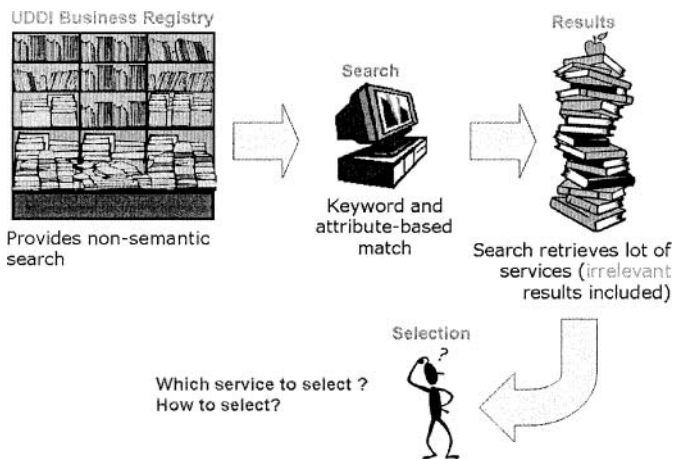 UDDI Business Registry
Provides non-semantic
search
Search
Keyword and
attribute-based
match
Results
Search retrieves lot of
services (irrelevant
results included)
Selection
?
Which service to select ?
How to select?